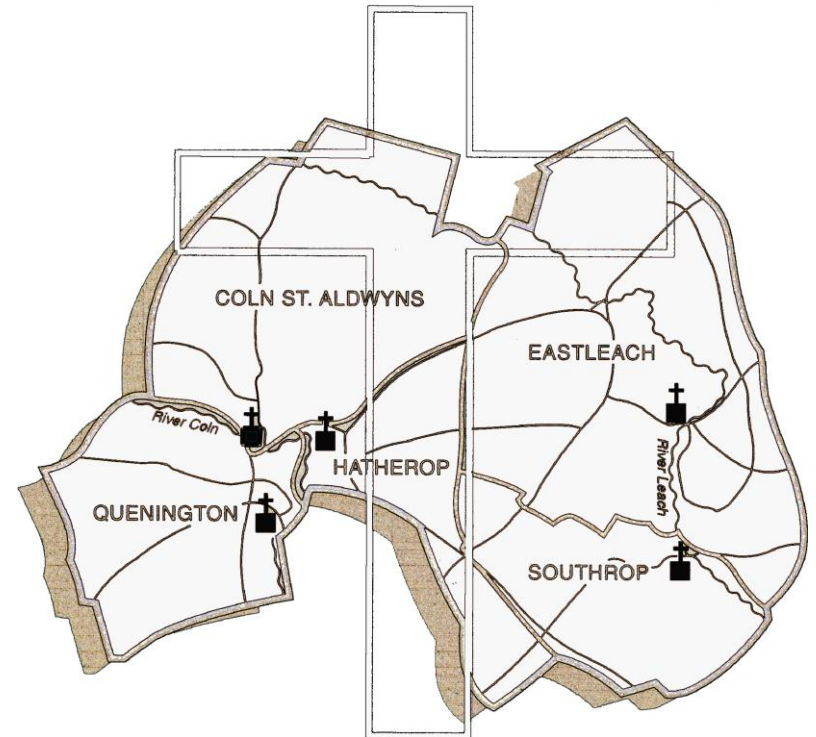 COLN ST. ALDWYNS
EASTLEACH
River Coln
HATHEROP
River Leach
QUENINGTON
SOUTHROP